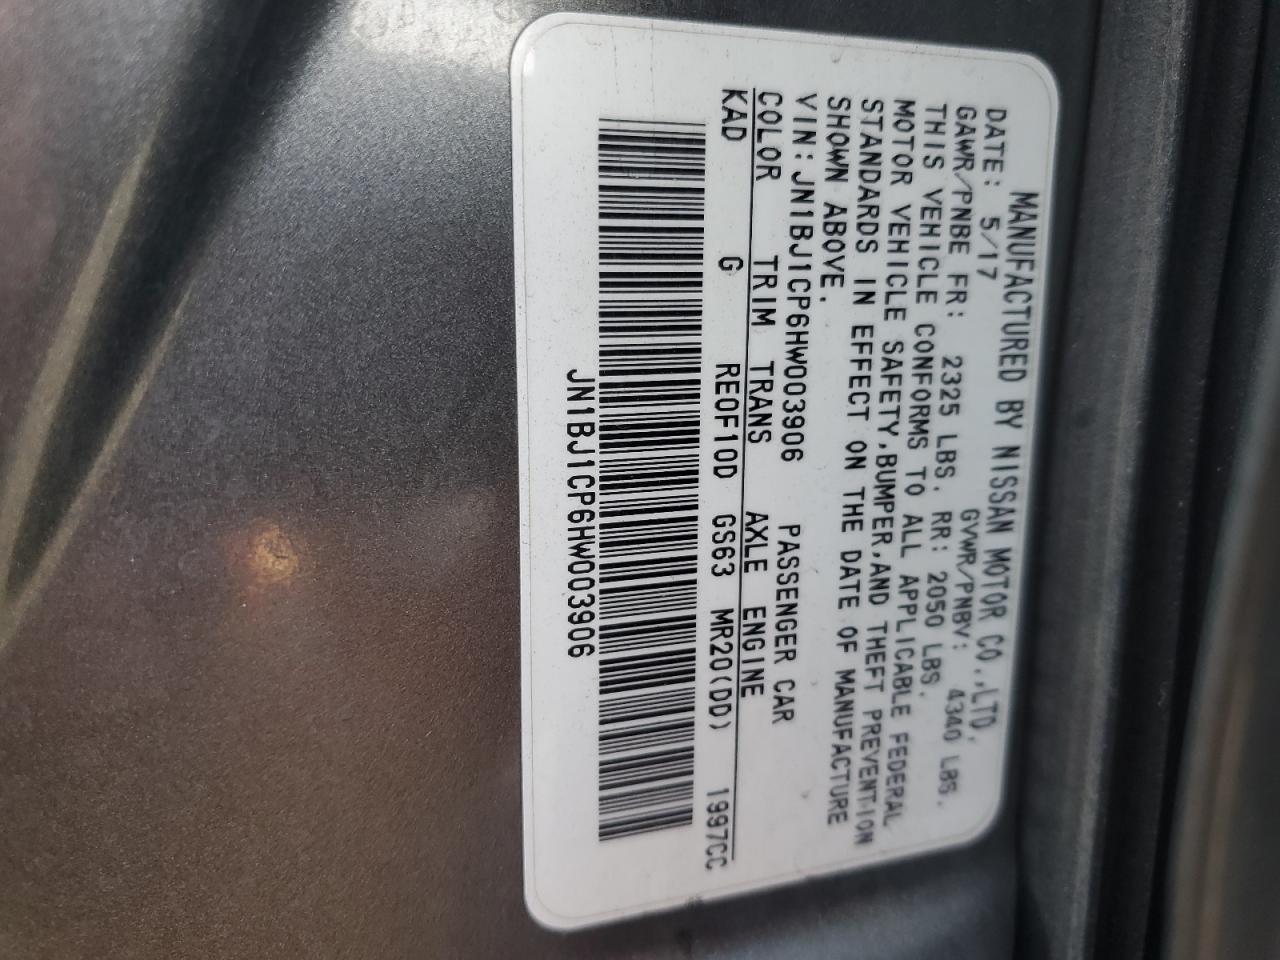 MANUFACTURED BY NISSAN MOTOR CO.,LTD.
DATE: 5/17 GVWR/PNBV: 4340 LBS.
GAWR/PNBE FR: 2325 LBS. RR: 2050 LBS.
THIS VEHICLE CONFORMS TO ALL APPLICABLE FEDERAL
MOTOR VEHICLE SAFETY,BUMPER,AND THEFT PREVENTION
STANDARDS IN EFFECT ON THE DATE OF MANUFACTURE
SHOWN ABOVE.
VIN:JN1BJ1CP6HW003906 PASSENGER CAR
COLOR TRIM TRANS AXLE ENGINE
KAD G RE0F10D GS63 MR20(DD) 1997CC
JN1BJ1CP6HW003906